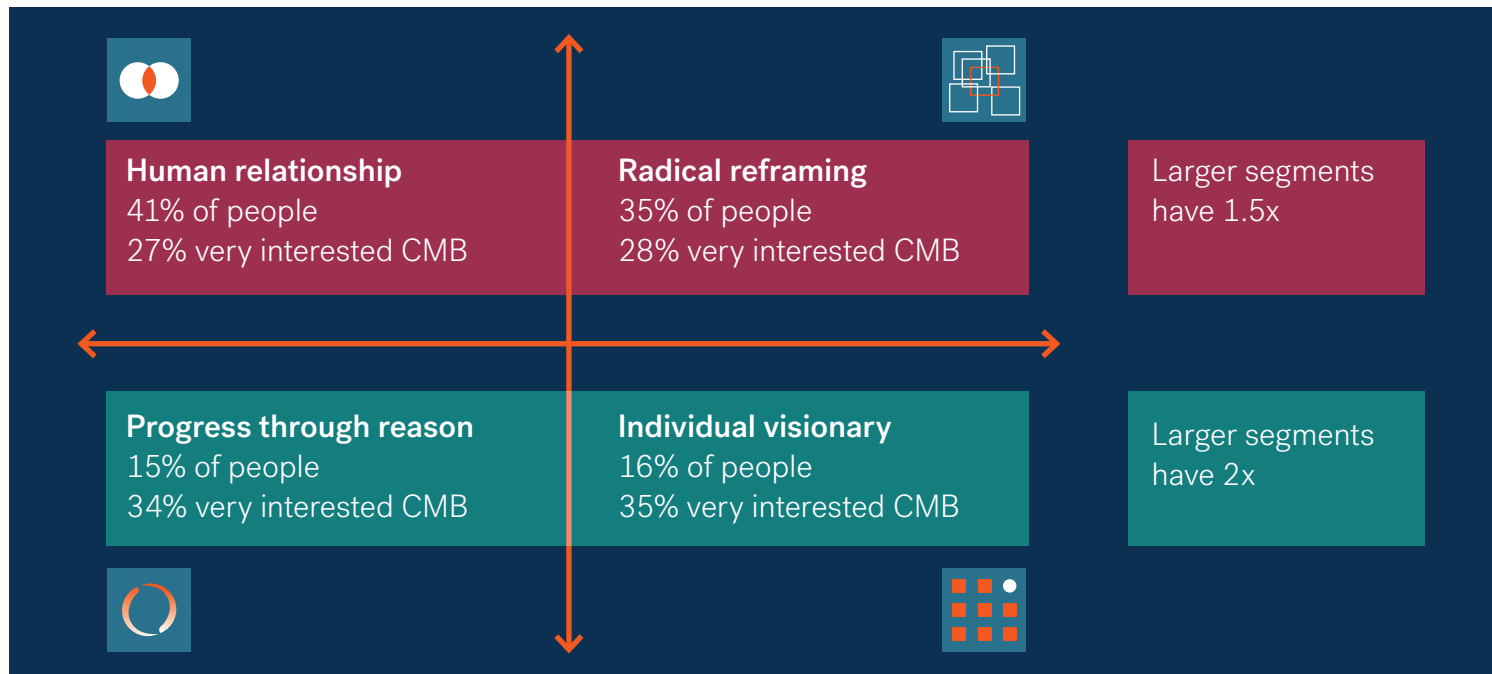 Human relationship
41% of people
27% very interested CMB
Radical reframing
35% of people
28% very interested CMB
Larger segments
have 1.5x
Progress through reason
15% of people
34% very interested CMB
Individual visionary
16% of people
35% very interested CMB
Larger segments
have 2x